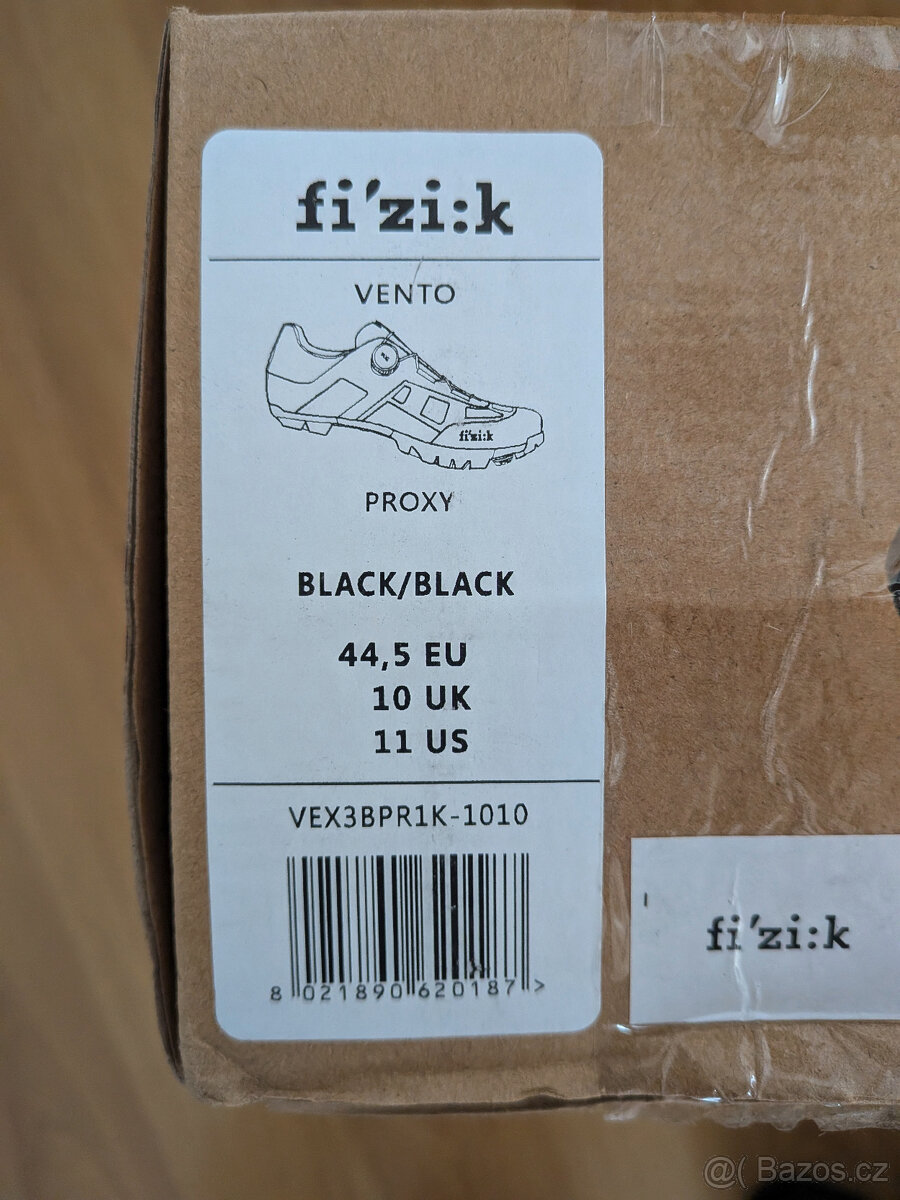 fi'zi:k
VENTO
fi'zi:k
PROXY
BLACK/BLACK
44,5 EU
10 UK
11 US
VEX3BPR1K-1010
8 021890 620187 >
fi'zi:k
@( Bazos.cz